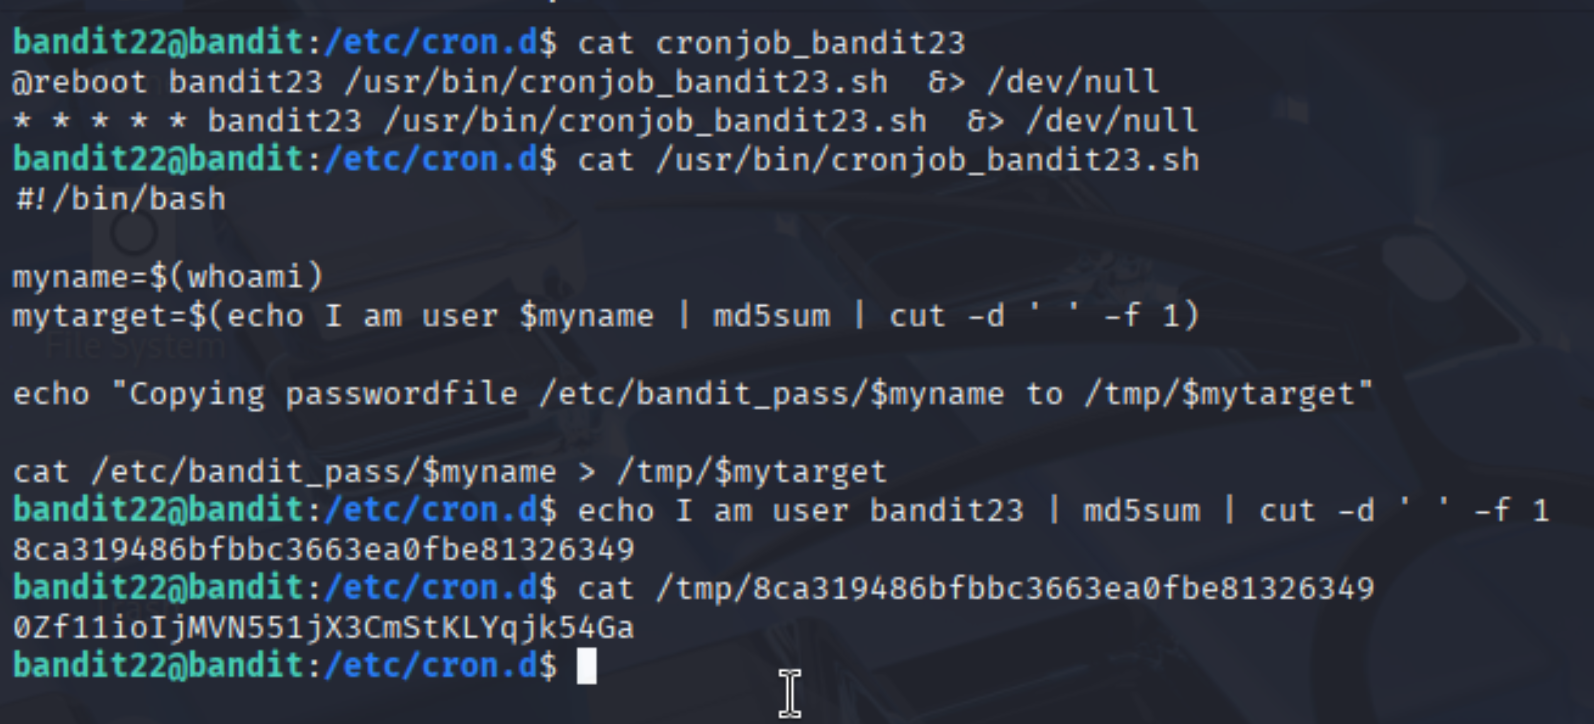 bandit22@bandit:/etc/cron.d$ cat cronjob_bandit23
@reboot bandit23 /usr/bin/cronjob_bandit23.sh  &> /dev/null
* * * * * bandit23 /usr/bin/cronjob_bandit23.sh  &> /dev/null
bandit22@bandit:/etc/cron.d$ cat /usr/bin/cronjob_bandit23.sh
#!/bin/bash

myname=$(whoami)
mytarget=$(echo I am user $myname | md5sum | cut -d ' ' -f 1)
File System

echo "Copying passwordfile /etc/bandit_pass/$myname to /tmp/$mytarget"

cat /etc/bandit_pass/$myname > /tmp/$mytarget
bandit22@bandit:/etc/cron.d$ echo I am user bandit23 | md5sum | cut -d ' ' -f 1
8ca319486bfbbc3663ea0fbe81326349
bandit22@bandit:/etc/cron.d$ cat /tmp/8ca319486bfbbc3663ea0fbe81326349
0Zf11ioIjMVN551jX3CmStKLYqjk54Ga
bandit22@bandit:/etc/cron.d$